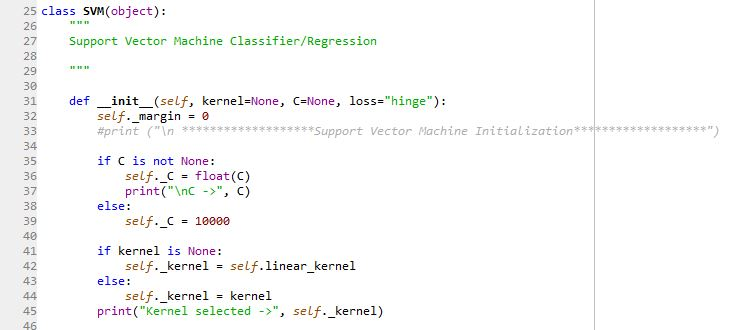 25 class SVM(object):
26     """
27     Support Vector Machine Classifier/Regression
28
29     """
30
31     def __init__(self, kernel=None, C=None, loss="hinge"):
32         self._margin = 0
33         #print ("\n *******************Support Vector Machine Initialization*******************")
34
35         if C is not None:
36             self._C = float(C)
37             print("\nC ->", C)
38         else:
39             self._C = 10000
40
41         if kernel is None:
42             self._kernel = self.linear_kernel
43         else:
44             self._kernel = kernel
45         print("Kernel selected ->", self._kernel)
46